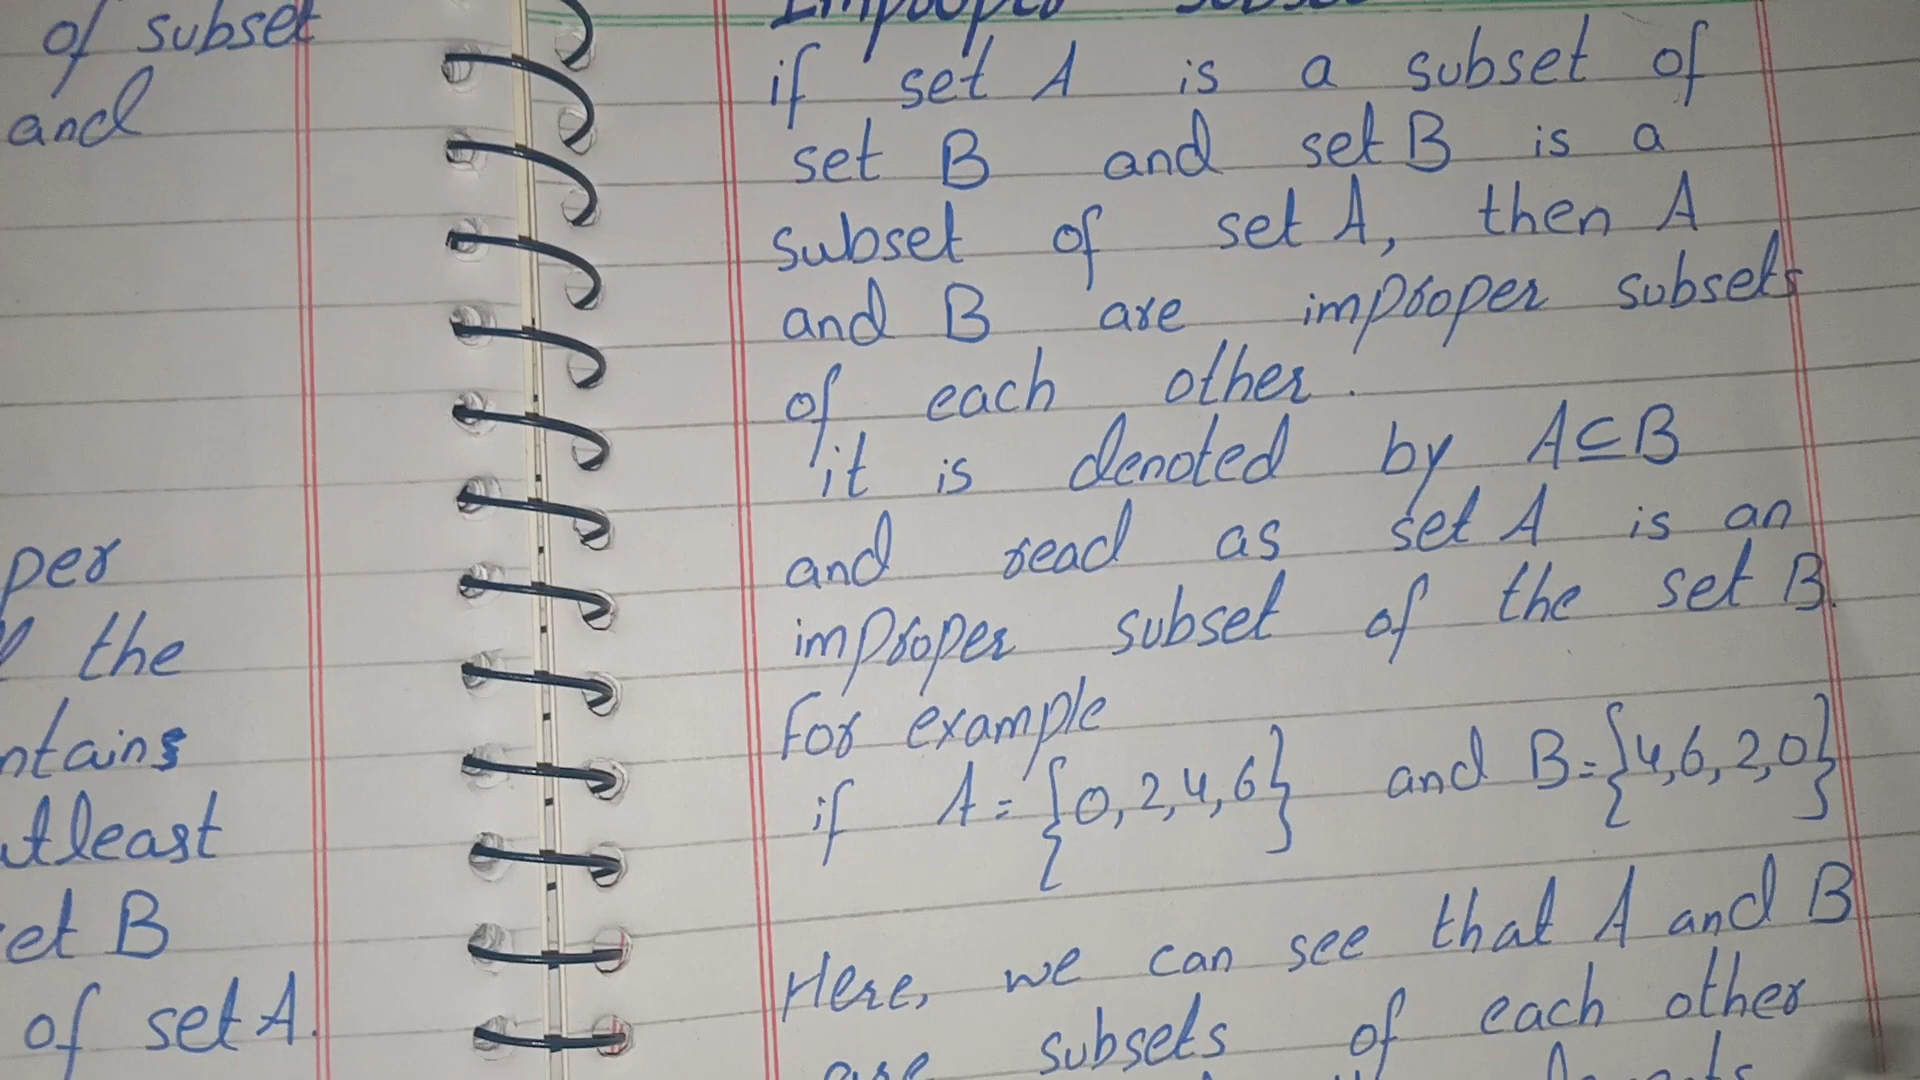 of subset
and
per
the
ntains
tleast
et B
of set A.
Improper subse
if set A is a subset of
set B and set B is a
subset of set A, then A
and B are improper subsets
of each other.
it is denoted by A⊆B
and read as set A is an
improper subset of the set B.
For example
if A = {0, 2, 4, 6} and B = {4, 6, 2, 0}
Here, we can see that A and B
are subsets of each other